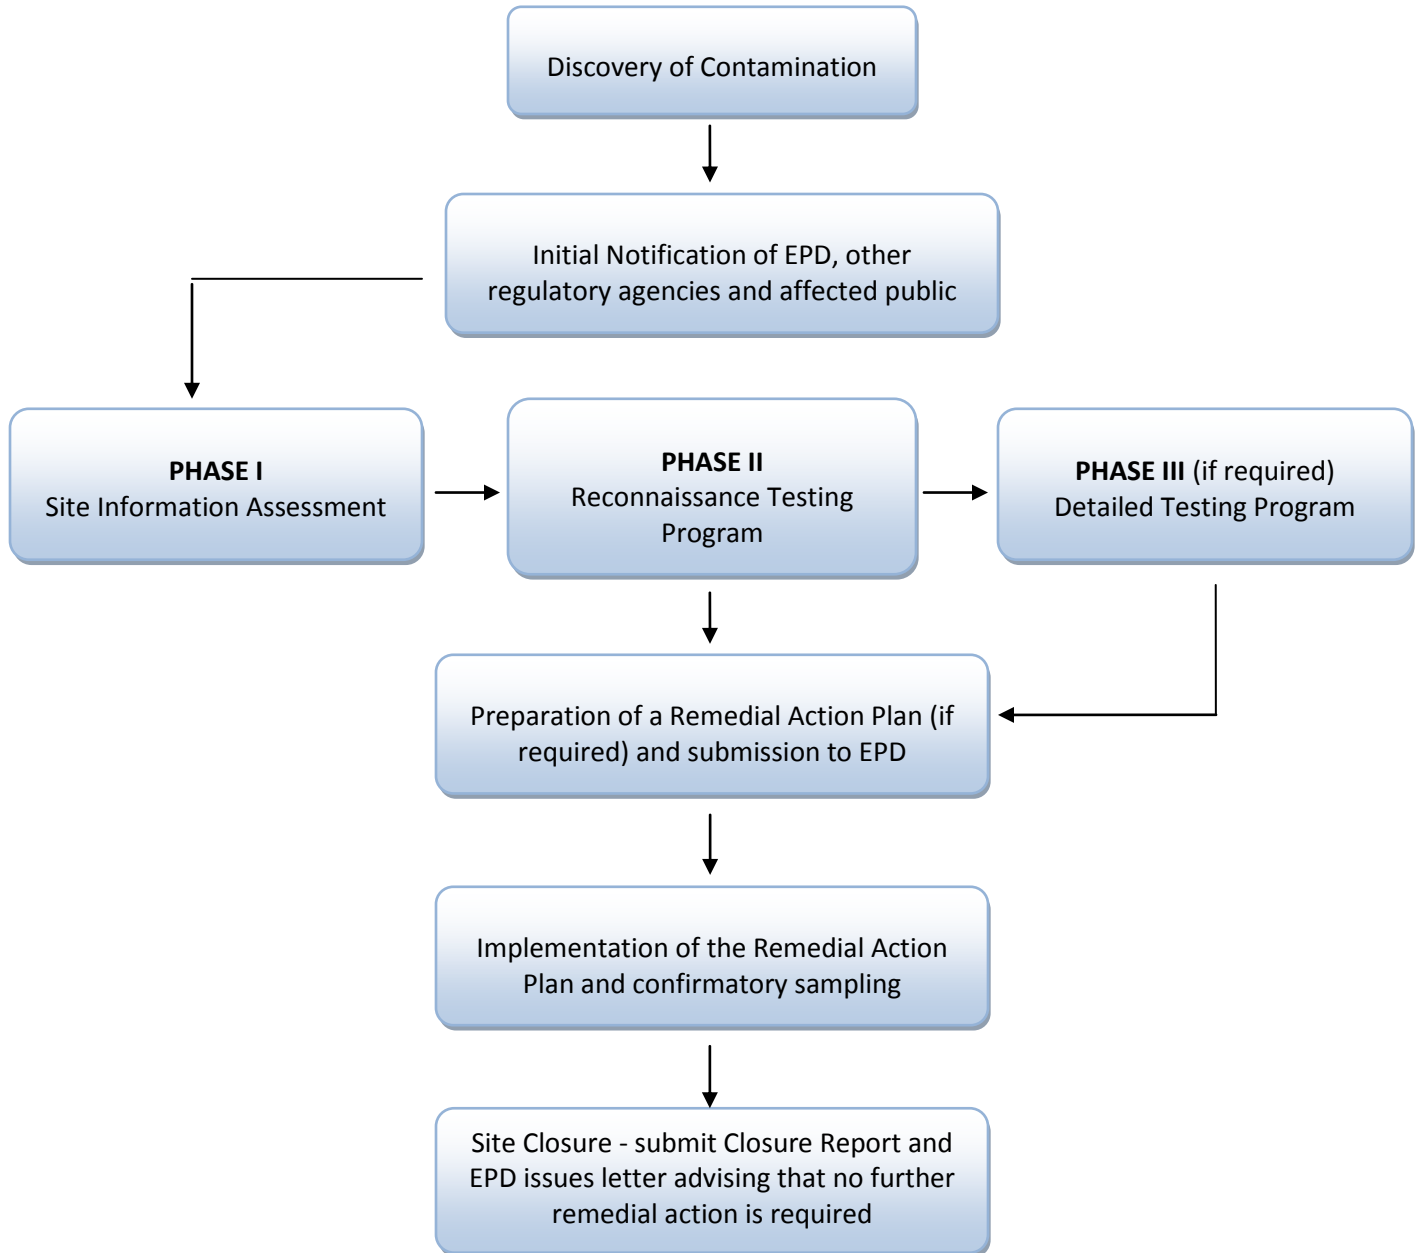 Discovery of Contamination
Initial Notification of EPD, other
regulatory agencies and affected public
PHASE I
Site Information Assessment
PHASE II
Reconnaissance Testing
Program
PHASE III (if required)
Detailed Testing Program
Preparation of a Remedial Action Plan (if
required) and submission to EPD
Implementation of the Remedial Action
Plan and confirmatory sampling
Site Closure - submit Closure Report and
EPD issues letter advising that no further
remedial action is required